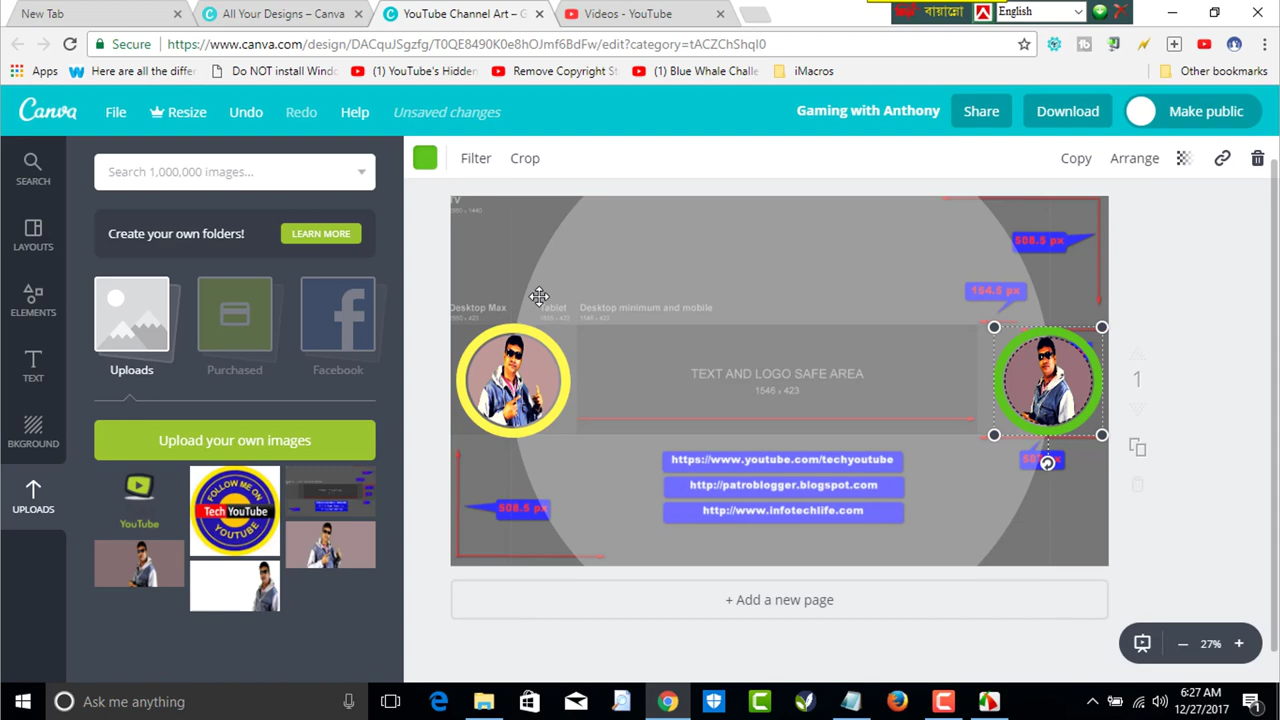 New Tab
All Your Designs - Canva
YouTube Channel Art – G
Videos - YouTube
English
Secure
https://www.canva.com/design/DACquJSgzfg/T0QE8490K0e8hOJmf6BdFw/edit?category=tACZChShqI0
Apps
Here are all the differ
Do NOT install Windo
(1) YouTube's Hidden
Remove Copyright St
(1) Blue Whale Challe
iMacros
Other bookmarks
Canva
File
Resize
Undo
Redo
Help
Unsaved changes
Gaming with Anthony
Share
Download
Make public
SEARCH
LAYOUTS
ELEMENTS
TEXT
BKGROUND
UPLOADS
Search 1,000,000 images...
Create your own folders!
LEARN MORE
Uploads
Purchased
Facebook
Upload your own images
YouTube
FOLLOW ME ON
Tech YouTube
YOUTUBE
Filter
Crop
Copy
Arrange
508.5 px
194.5 px
Desktop Max
Tablet
Desktop minimum and mobile
TEXT AND LOGO SAFE AREA
1546 x 423
1
https://www.youtube.com/techyoutube
http://patroblogger.blogspot.com
http://www.infotechlife.com
508.5 px
+ Add a new page
27%
Ask me anything
6:27 AM
12/27/2017